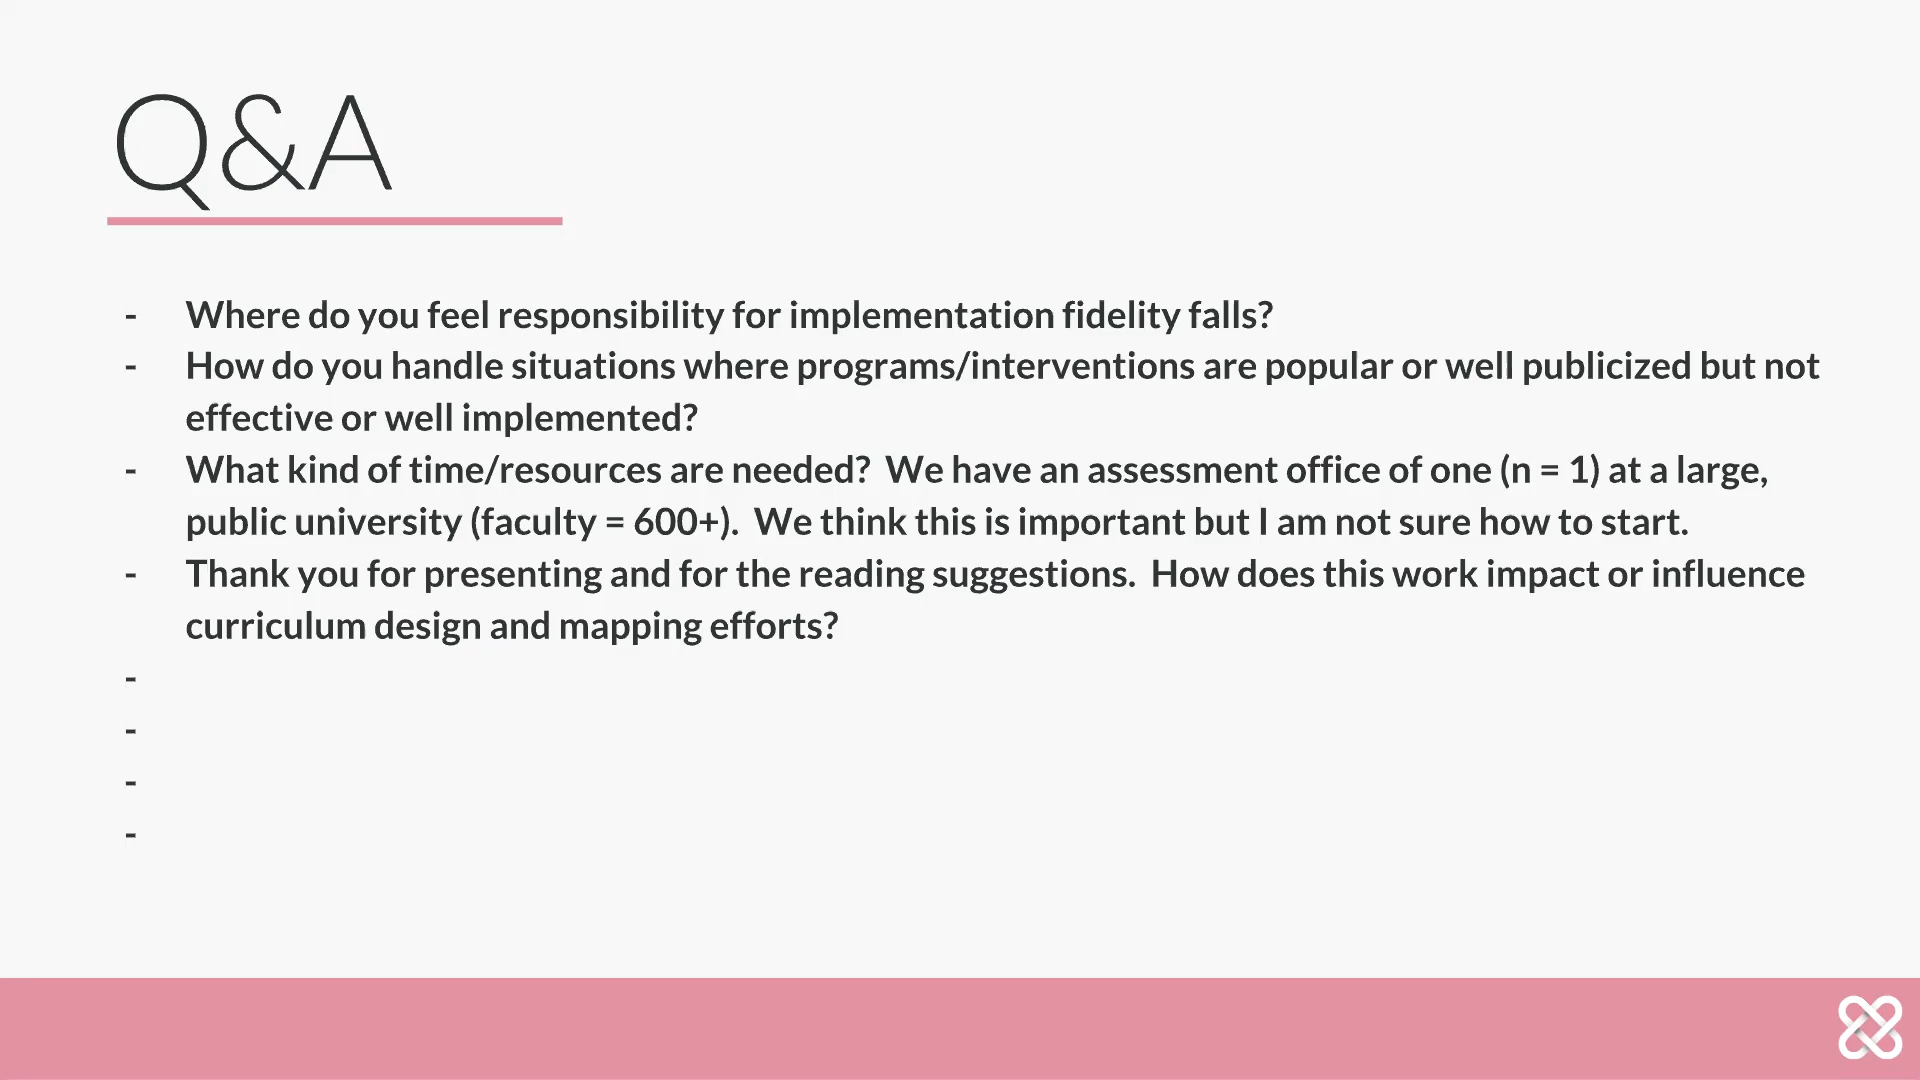 Q&A
- Where do you feel responsibility for implementation fidelity falls?
- How do you handle situations where programs/interventions are popular or well publicized but not
effective or well implemented?
- What kind of time/resources are needed?  We have an assessment office of one (n = 1) at a large,
public university (faculty = 600+).  We think this is important but I am not sure how to start.
- Thank you for presenting and for the reading suggestions.  How does this work impact or influence
curriculum design and mapping efforts?
-
-
-
-